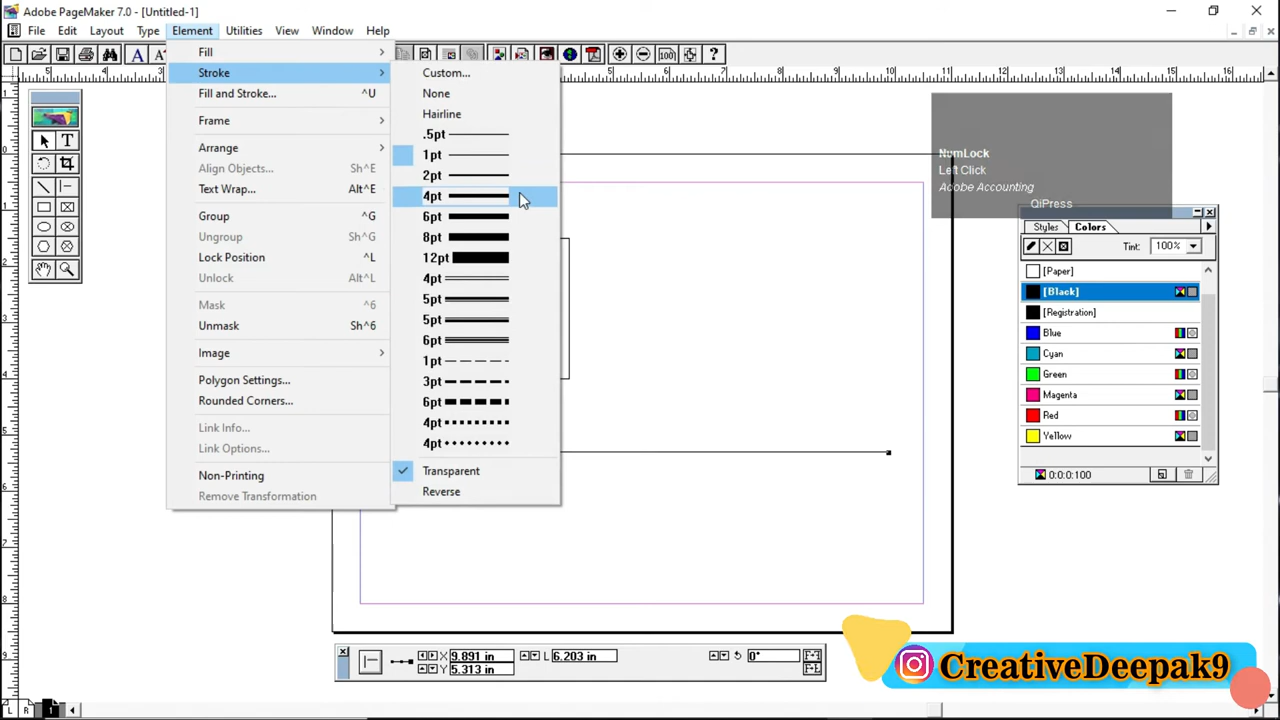 Adobe PageMaker 7.0 - [Untitled-1]
File Edit Layout Type Element Utilities View Window Help
Fill
Stroke
Fill and Stroke... ^U
Frame
Arrange
Align Objects... Sh^E
Text Wrap... Alt^E
Group ^G
Ungroup Sh^G
Lock Position ^L
Unlock Alt^L
Mask ^6
Unmask Sh^6
Image
Polygon Settings...
Rounded Corners...
Link Info...
Link Options...
Non-Printing
Remove Transformation
Custom...
None
Hairline
.5pt
1pt
2pt
4pt
6pt
8pt
12pt
4pt
5pt
5pt
6pt
1pt
3pt
6pt
4pt
4pt
Transparent
Reverse
NumLock
Left Click
Adobe Accounting
QiPress
Styles Colors
Tint: 100%
[Paper]
[Black]
[Registration]
Blue
Cyan
Green
Magenta
Red
Yellow
0:0:0:100
X 9.891 in L 6.203 in 0°
Y 5.313 in
CreativeDeepak9
L R 1